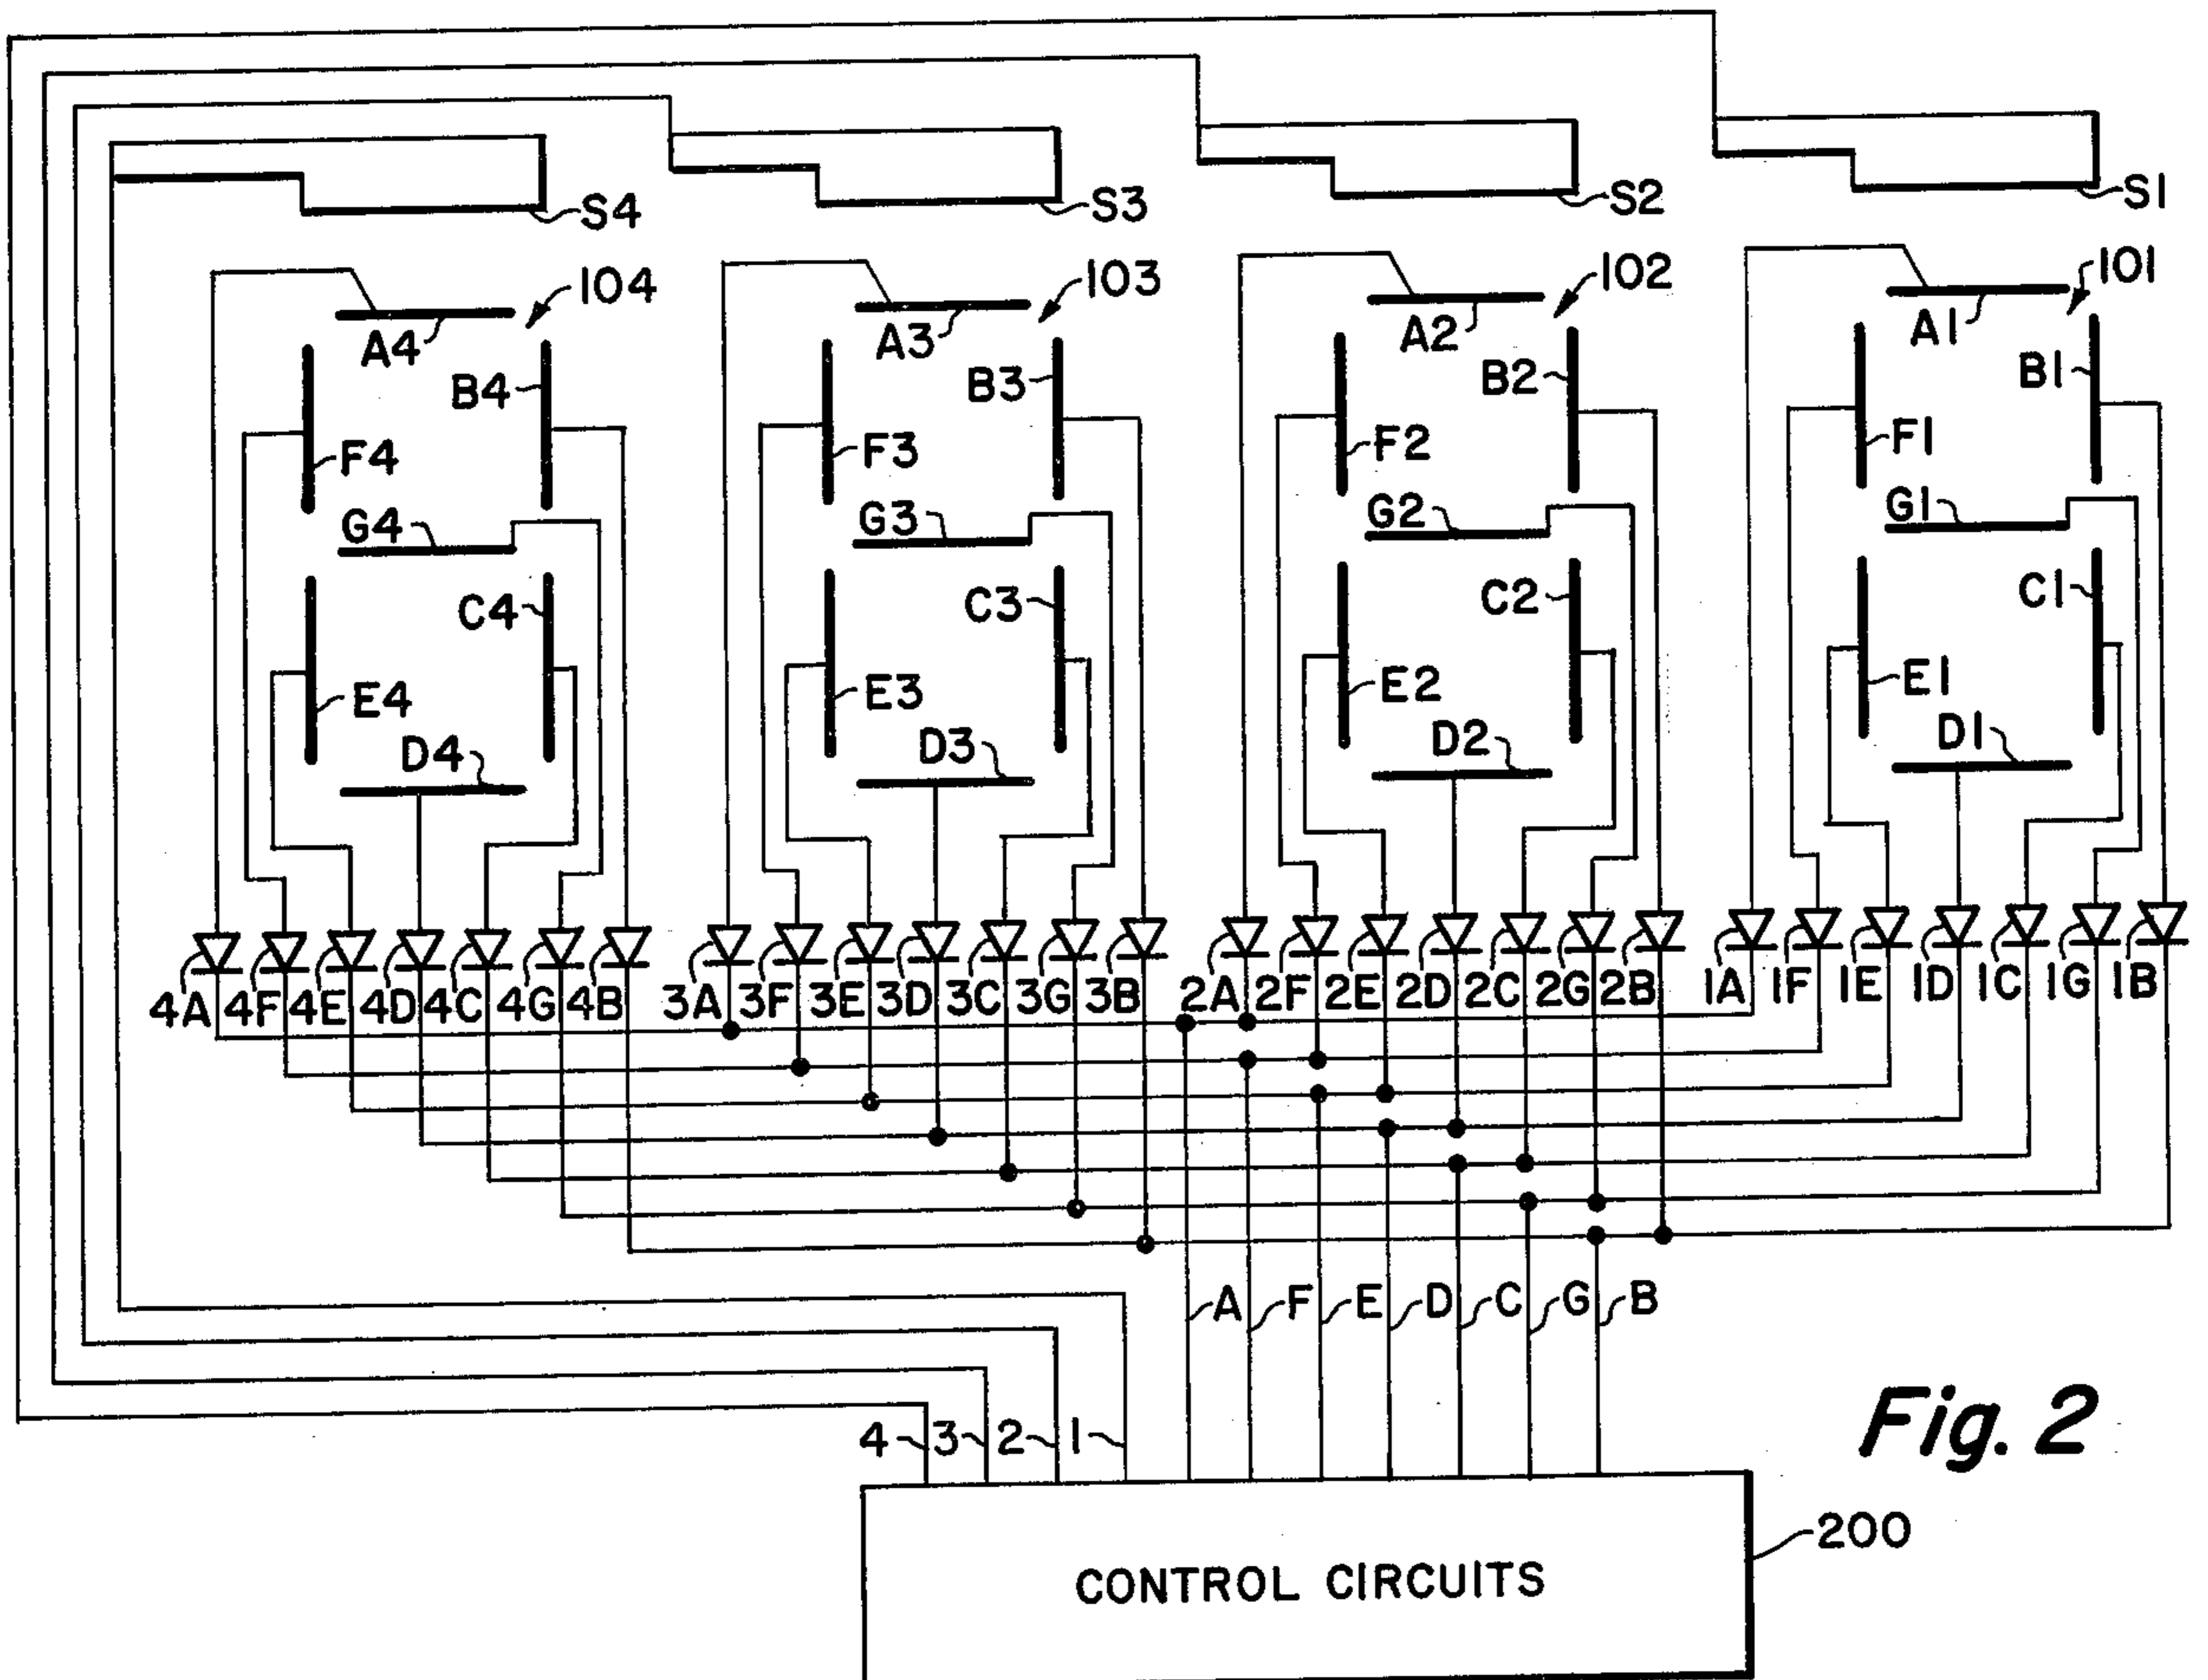 S4 S3 S2 S1
104 103 102 101
A4 A3 A2 A1
B4 B3 B2 B1
F4 F3 F2 F1
G4 G3 G2 G1
C4 C3 C2 C1
E4 E3 E2 E1
D4 D3 D2 D1
4A 4F 4E 4D 4C 4G 4B 3A 3F 3E 3D 3C 3G 3B 2A 2F 2E 2D 2C 2G 2B 1A 1F 1E 1D 1C 1G 1B
A F E D C G B
4 3 2 1
Fig. 2
200
CONTROL CIRCUITS